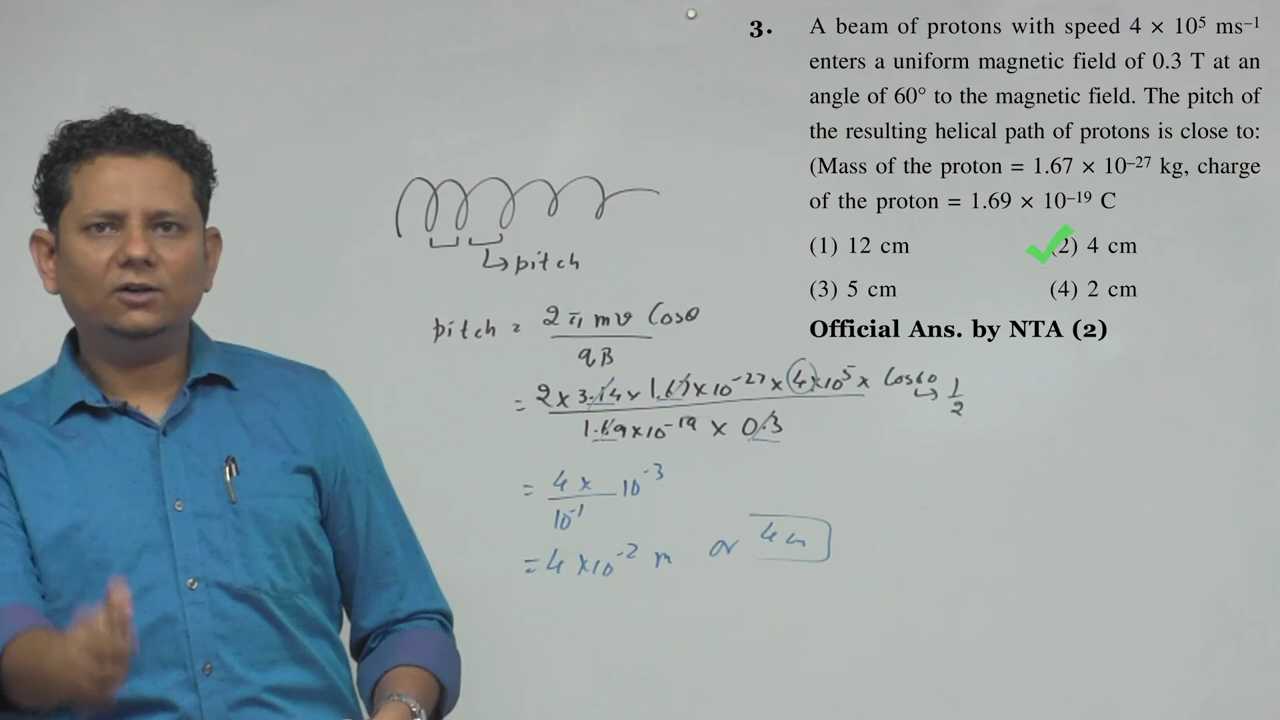 3. A beam of protons with speed 4 × 10⁵ ms⁻¹
enters a uniform magnetic field of 0.3 T at an
angle of 60° to the magnetic field. The pitch of
the resulting helical path of protons is close to:
(Mass of the proton = 1.67 × 10⁻²⁷ kg, charge
of the proton = 1.69 × 10⁻¹⁹ C
(1) 12 cm (2) 4 cm
(3) 5 cm (4) 2 cm
Official Ans. by NTA (2)
↳ pitch
pitch = 2π mv Cosθ
qB
= 2 × 3.14 × 1.67 × 10⁻²⁷ × 4 × 10⁵ × Cos60 ↳ 1/2
1.69 × 10⁻¹⁹ × 0.3
= 4 × 10⁻³
10⁻¹
= 4 × 10⁻² m or